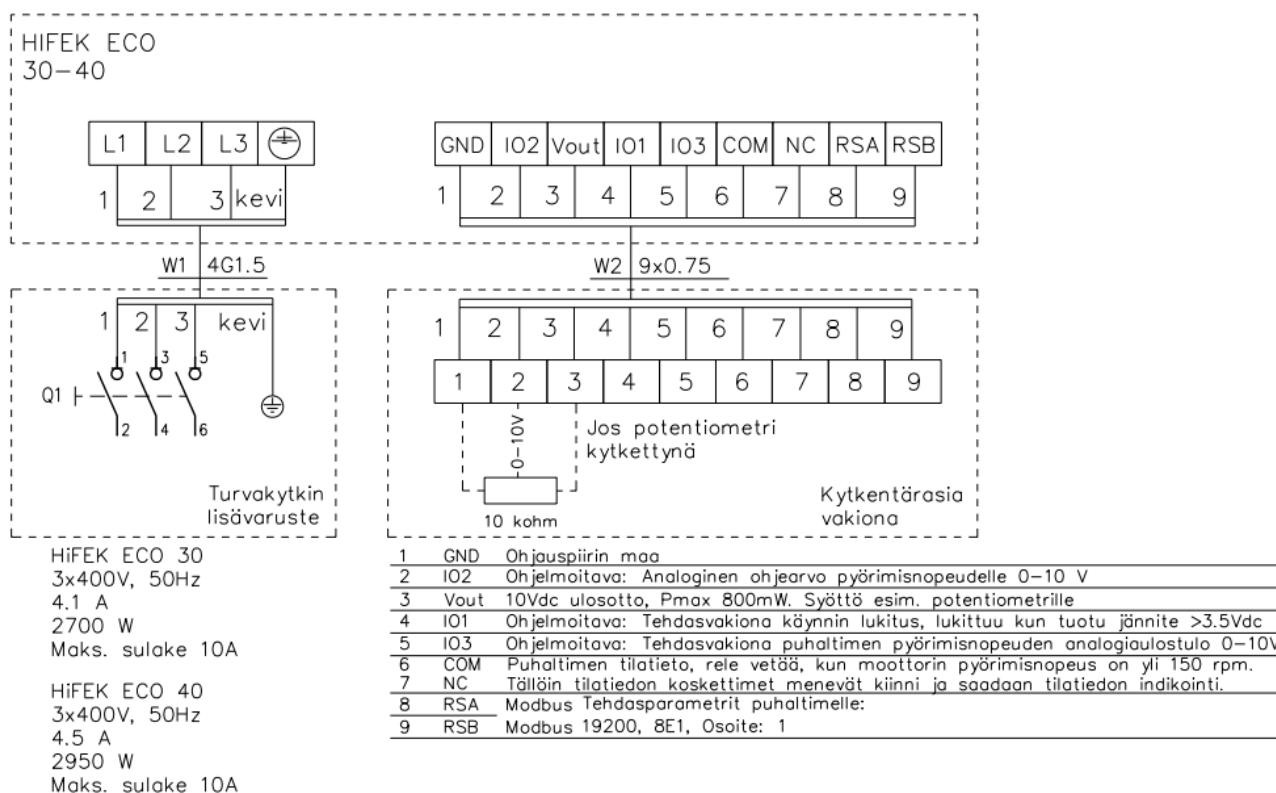 HIFEK ECO
30-40
L1 L2 L3
1 2 3 kevi
GND IO2 Vout IO1 IO3 COM NC RSA RSB
1 2 3 4 5 6 7 8 9
W1 4G1.5
W2 9x0.75
1 2 3 kevi
1 3 5
Q1
2 4 6
Turvakytkin
lisävaruste
1 2 3 4 5 6 7 8 9
1 2 3 4 5 6 7 8 9
0-10V
Jos potentiometri
kytkettynä
10 kohm
Kytkentärasia
vakiona
HiFEK ECO 30
3x400V, 50Hz
4.1 A
2700 W
Maks. sulake 10A
HiFEK ECO 40
3x400V, 50Hz
4.5 A
2950 W
Maks. sulake 10A
1 GND Ohjauspiirin maa
2 IO2 Ohjelmoitava: Analoginen ohjearvo pyörimisnopeudelle 0-10 V
3 Vout 10Vdc ulosotto, Pmax 800mW. Syöttö esim. potentiometrille
4 IO1 Ohjelmoitava: Tehdasvakiona käynnin lukitus, lukittuu kun tuotu jännite >3.5Vdc
5 IO3 Ohjelmoitava: Tehdasvakiona puhaltimen pyörimisnopeuden analogiaulostulo 0-10V
6 COM Puhaltimen tilatieto, rele vetää, kun moottorin pyörimisnopeus on yli 150 rpm.
7 NC Tällöin tilatiedon koskettimet menevät kiinni ja saadaan tilatiedon indikointi.
8 RSA Modbus Tehdasparametrit puhaltimelle:
9 RSB Modbus 19200, 8E1, Osoite: 1